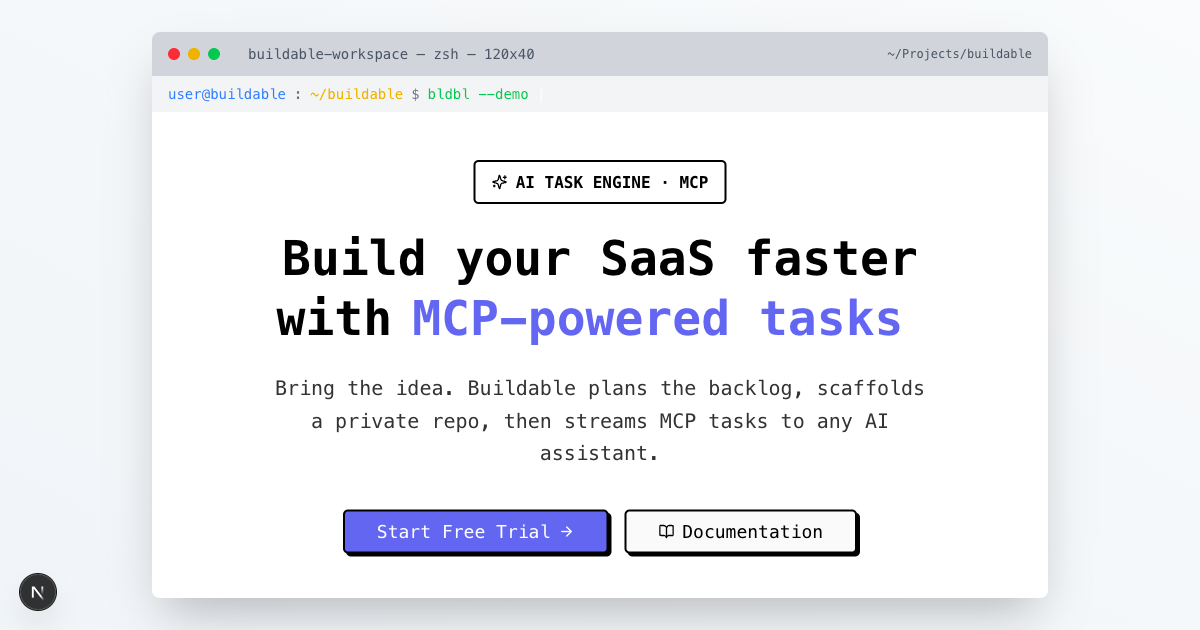 buildable-workspace — zsh — 120x40
~/Projects/buildable
user@buildable : ~/buildable $ bldbl --demo
AI TASK ENGINE · MCP
Build your SaaS faster
with MCP-powered tasks
Bring the idea. Buildable plans the backlog, scaffolds
a private repo, then streams MCP tasks to any AI
assistant.
Start Free Trial →
Documentation
N